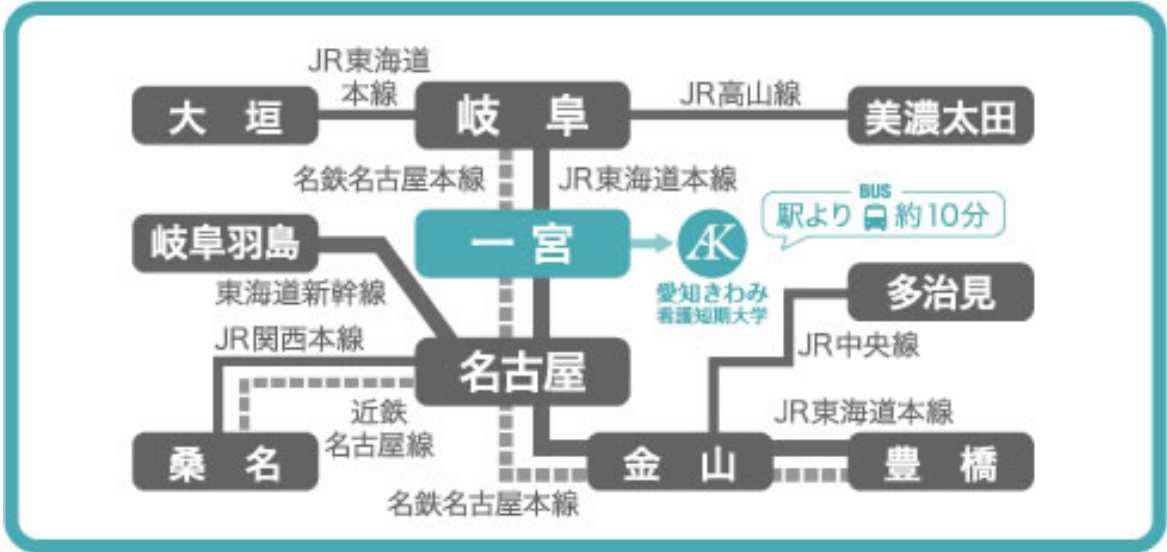 JR東海道
本線
大垣
岐阜
JR高山線
美濃太田
名鉄名古屋本線
JR東海道本線
BUS
駅より 約10分
岐阜羽島
一宮
AK
愛知きわみ
看護短期大学
東海道新幹線
多治見
JR関西本線
名古屋
JR中央線
近鉄
名古屋線
JR東海道本線
桑名
金山
豊橋
名鉄名古屋本線